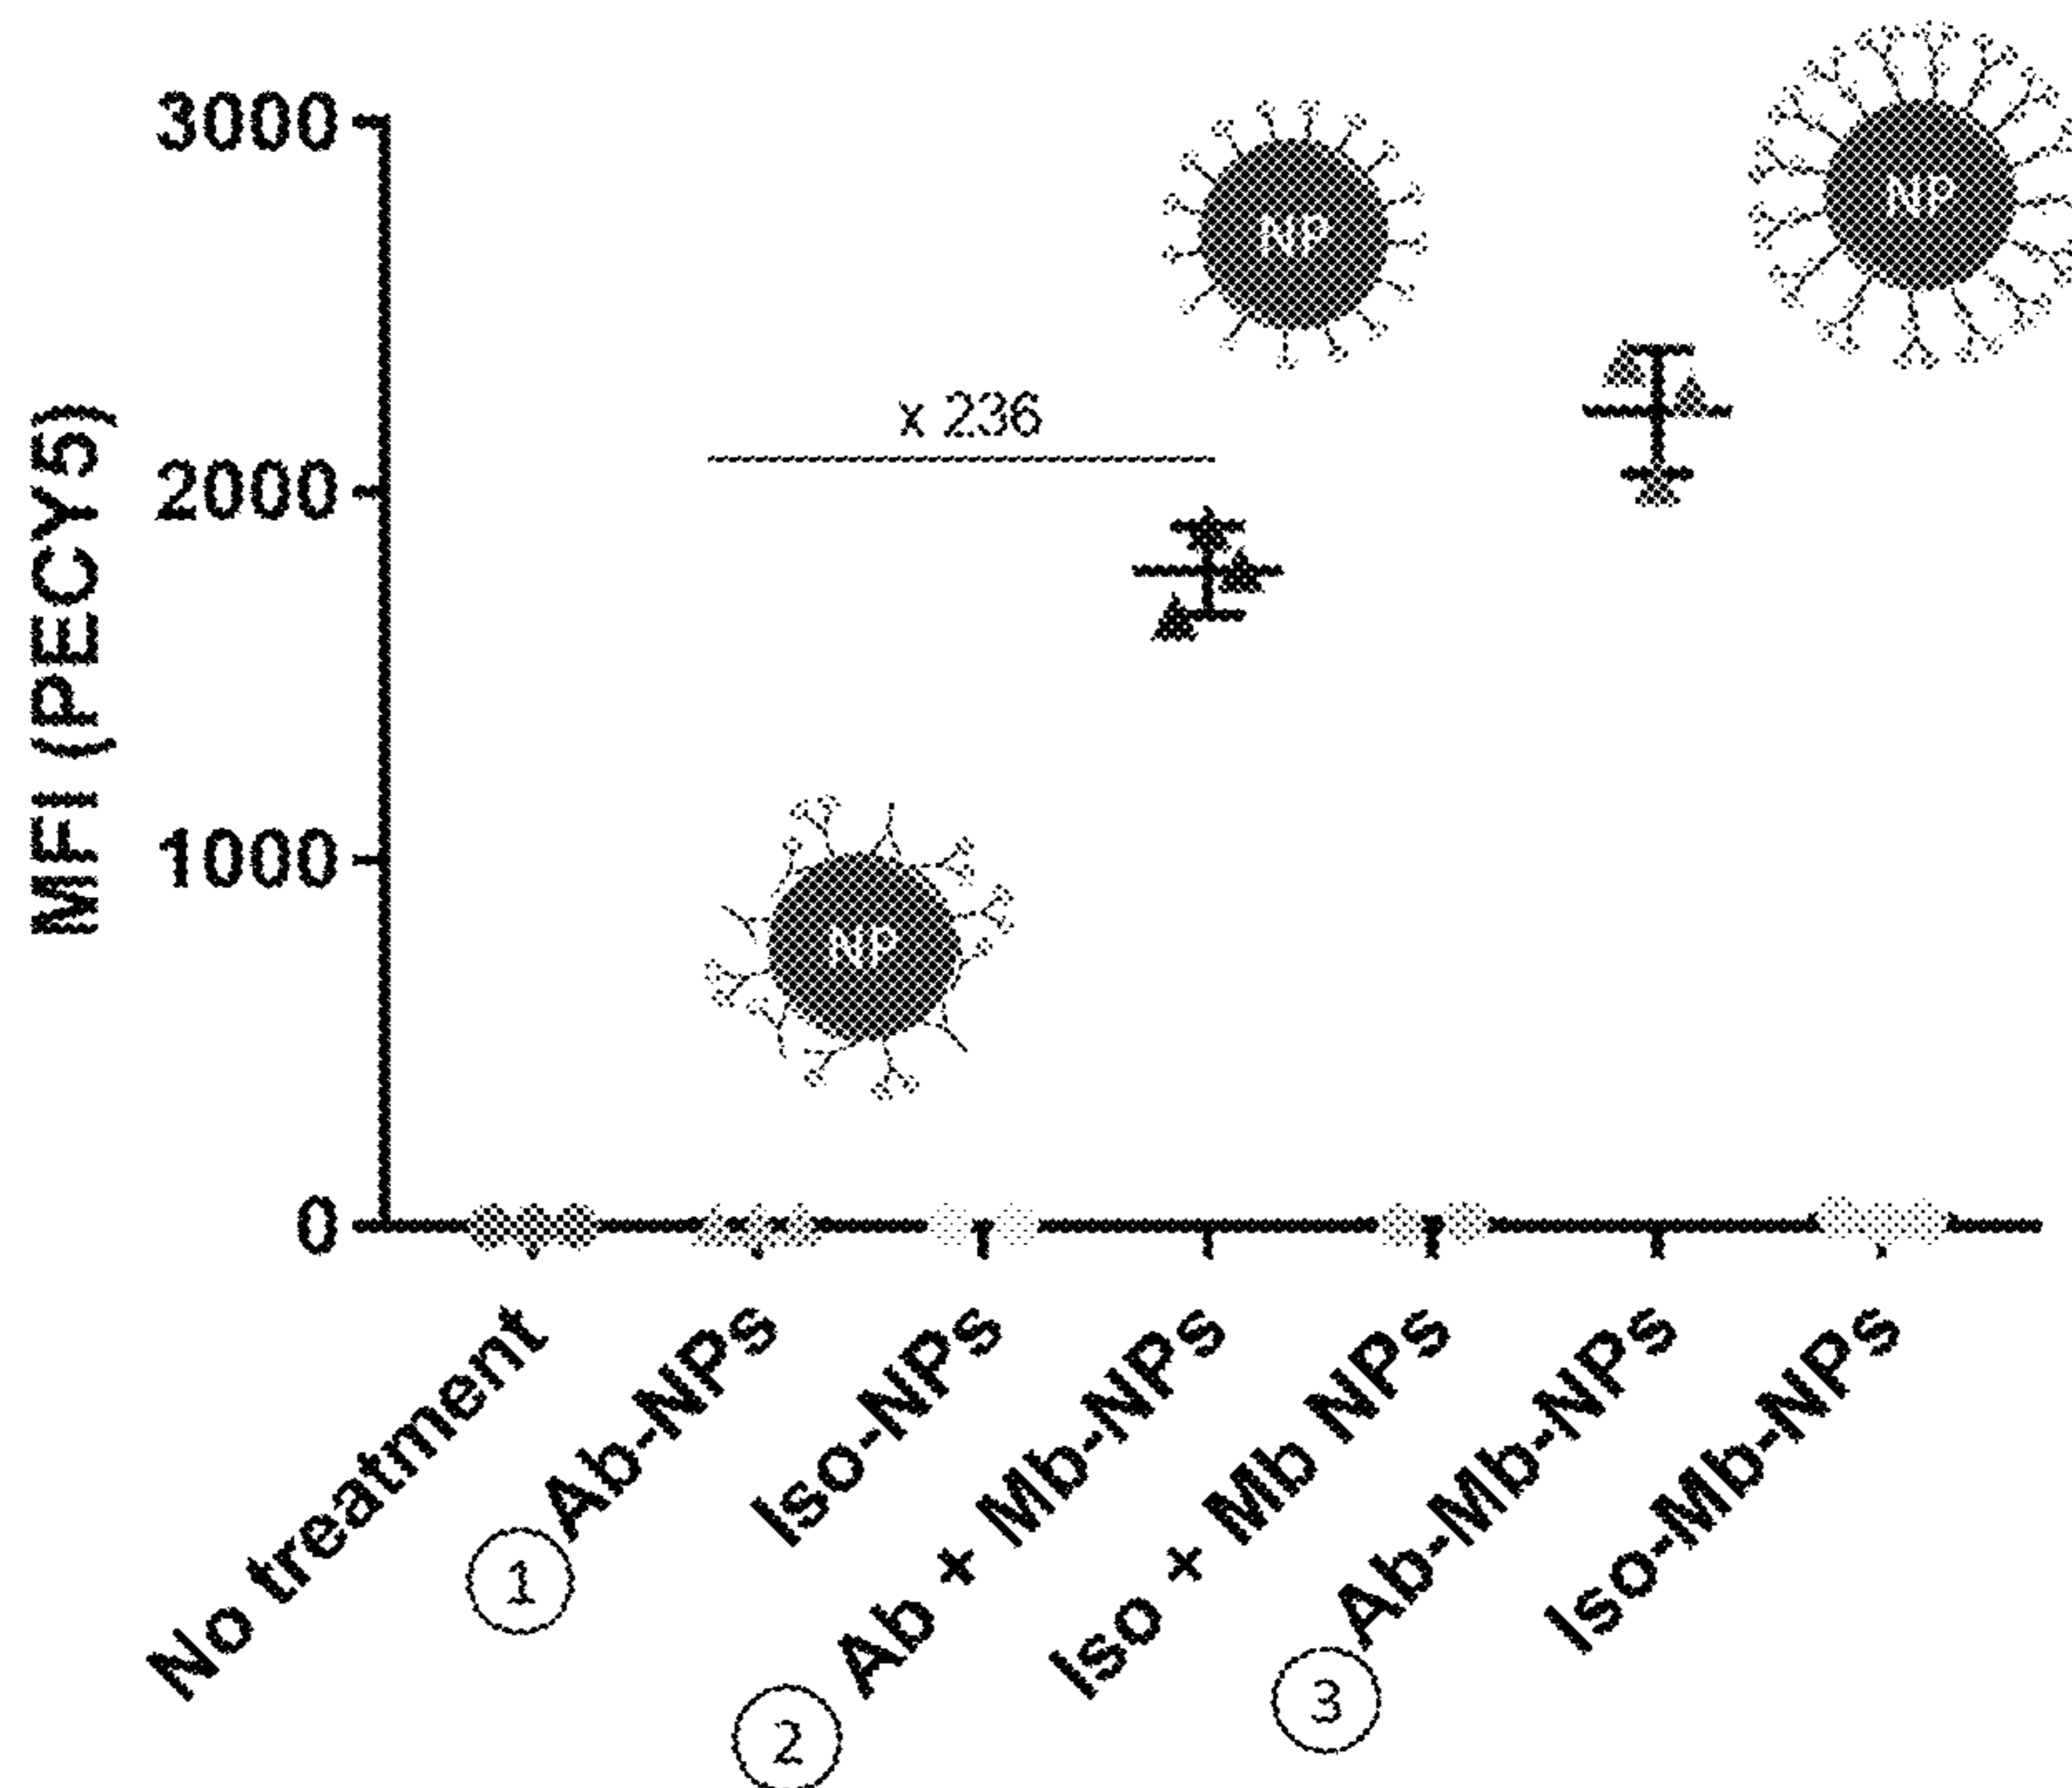 MFI (PECY5)
3000
2000
1000
0
x 236
NP
NP
NP
No treatment
① Ab-NPs
Iso-NPs
② Ab + Mb-NPs
Iso + Mb NPs
③ Ab-Mb-NPs
Iso-Mb-NPs